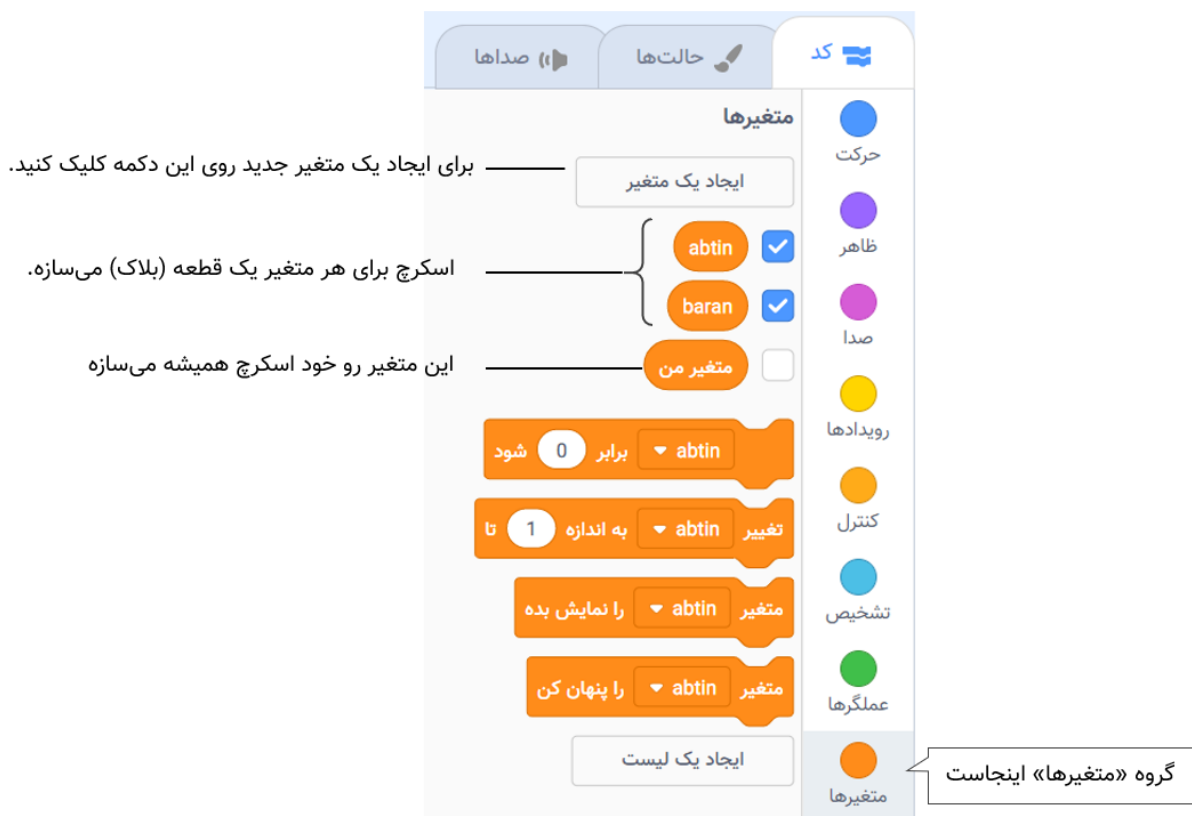 کد
حالت‌ها
صداها
حرکت
ظاهر
صدا
رویدادها
کنترل
تشخیص
عملگرها
متغیرها
متغیرها
ایجاد یک متغیر
abtin
baran
متغیر من
abtin برابر 0 شود
تغییر abtin به اندازه 1 تا
متغیر abtin را نمایش بده
متغیر abtin را پنهان کن
ایجاد یک لیست
برای ایجاد یک متغیر جدید روی این دکمه کلیک کنید.
اسکرچ برای هر متغیر یک قطعه (بلاک) می‌سازه.
این متغیر رو خود اسکرچ همیشه می‌سازه
گروه «متغیرها» اینجاست